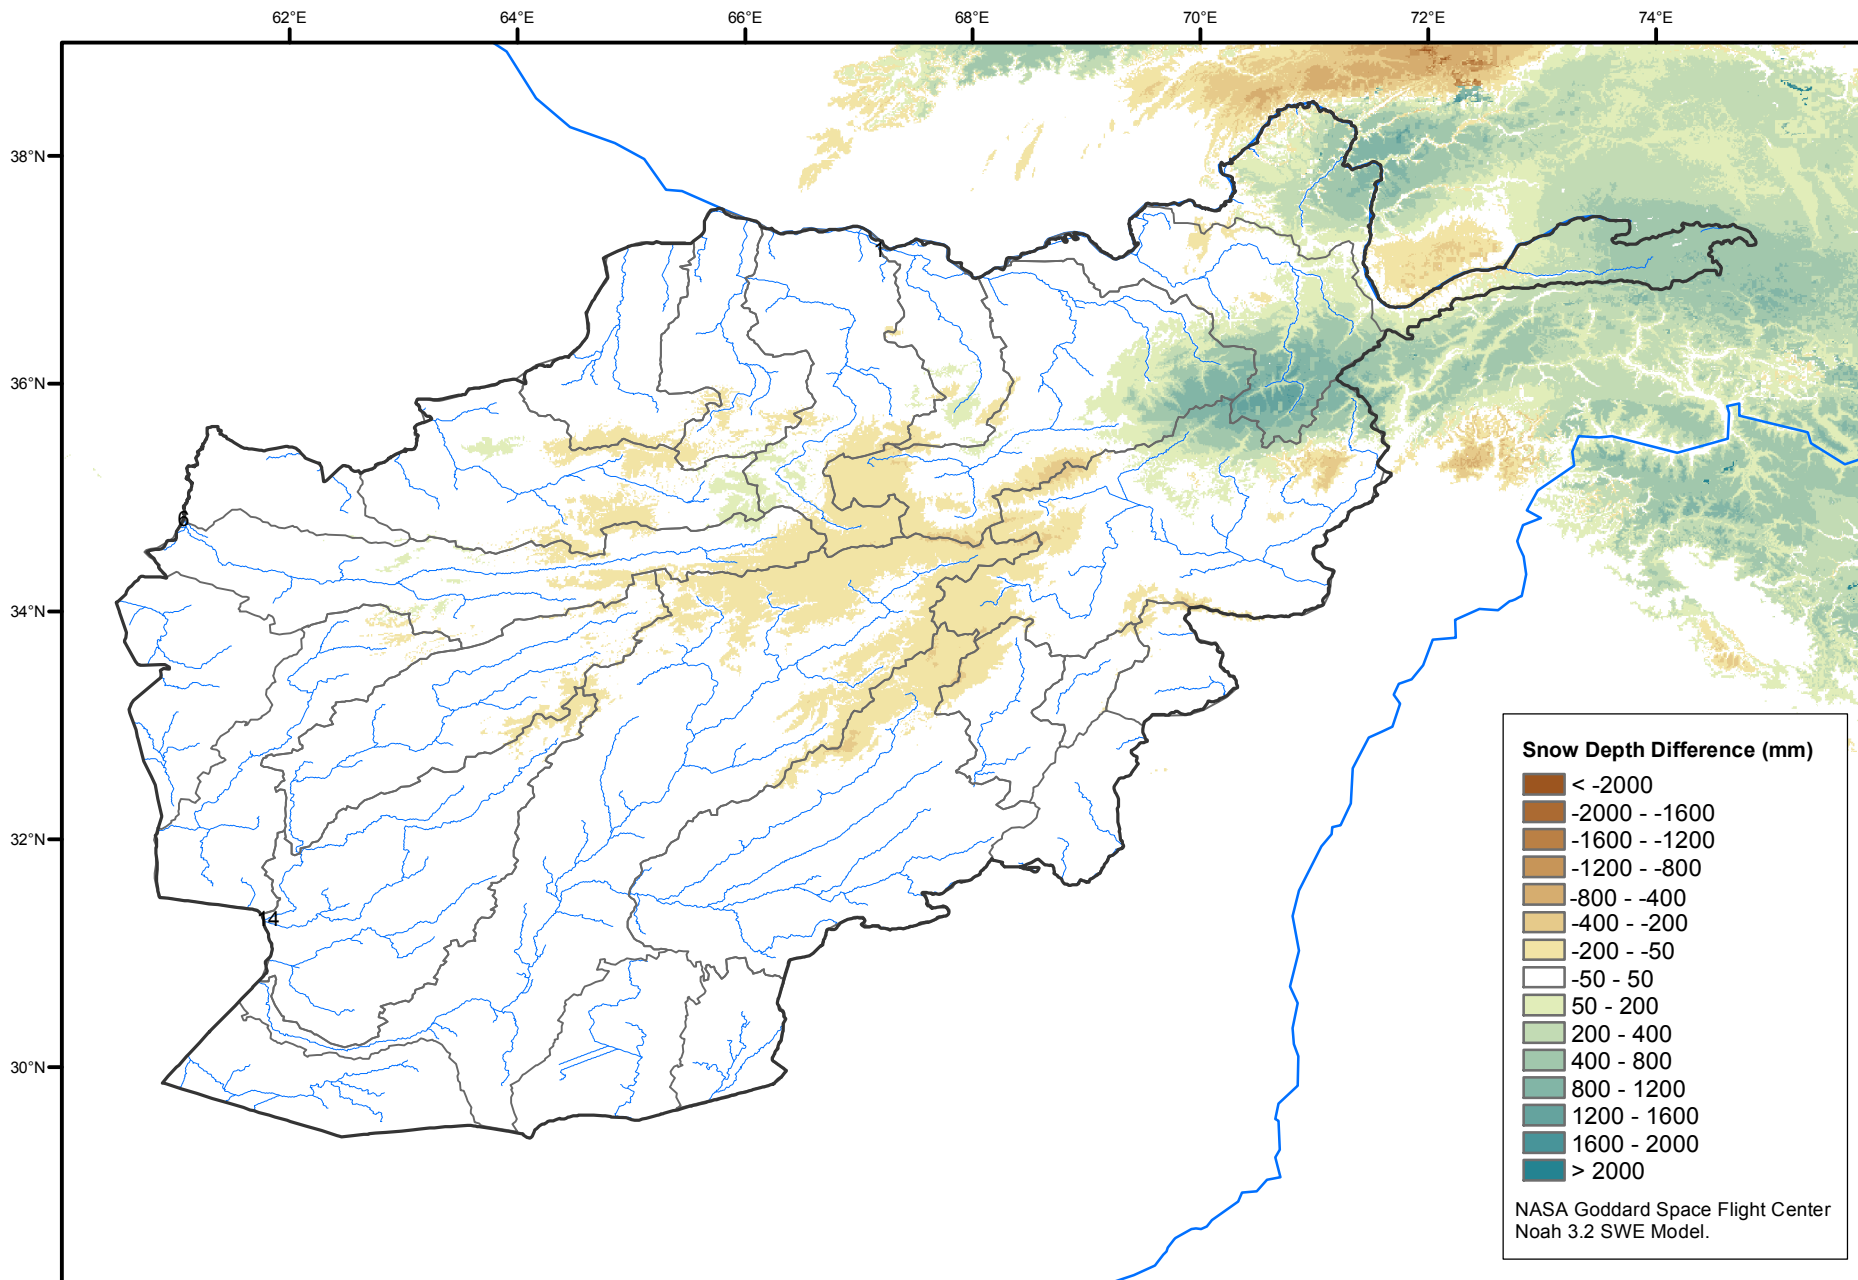 62°E 64°E 66°E 68°E 70°E 72°E 74°E
38°N
1
36°N
6
34°N
32°N
14
30°N
Snow Depth Difference (mm)
< -2000
-2000 - -1600
-1600 - -1200
-1200 - -800
-800 - -400
-400 - -200
-200 - -50
-50 - 50
50 - 200
200 - 400
400 - 800
800 - 1200
1200 - 1600
1600 - 2000
> 2000
NASA Goddard Space Flight Center
Noah 3.2 SWE Model.